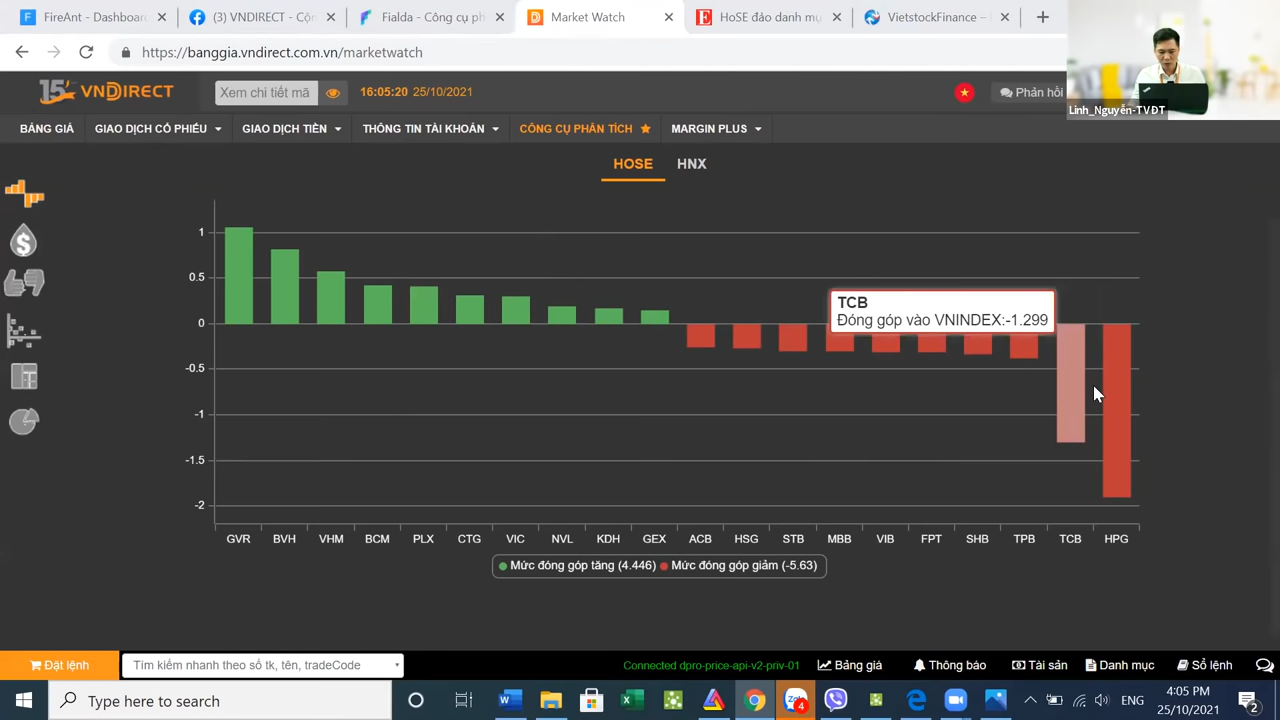 FireAnt - Dashboar
(3) VNDIRECT - Côn
Fialda - Công cụ ph
Market Watch
HoSE đảo danh mụ
VietstockFinance –
https://banggia.vndirect.com.vn/marketwatch
Linh_Nguyễn-TVĐT
15 VNDIRECT
Xem chi tiết mã
16:05:20 25/10/2021
Phản hồi
BẢNG GIÁ
GIAO DỊCH CỔ PHIẾU
GIAO DỊCH TIỀN
THÔNG TIN TÀI KHOẢN
CÔNG CỤ PHÂN TÍCH
MARGIN PLUS
HOSE
HNX
1
0.5
0
-0.5
-1
-1.5
-2
TCB
Đóng góp vào VNINDEX:-1.299
GVR BVH VHM BCM PLX CTG VIC NVL KDH GEX ACB HSG STB MBB VIB FPT SHB TPB TCB HPG
Mức đóng góp tăng (4.446) Mức đóng góp giảm (-5.63)
Đặt lệnh
Tìm kiếm nhanh theo số tk, tên, tradeCode
Connected dpro-price-api-v2-priv-01
Bảng giá
Thông báo
Tài sản
Danh mục
Sổ lệnh
Type here to search
4
ENG
4:05 PM
25/10/2021
2